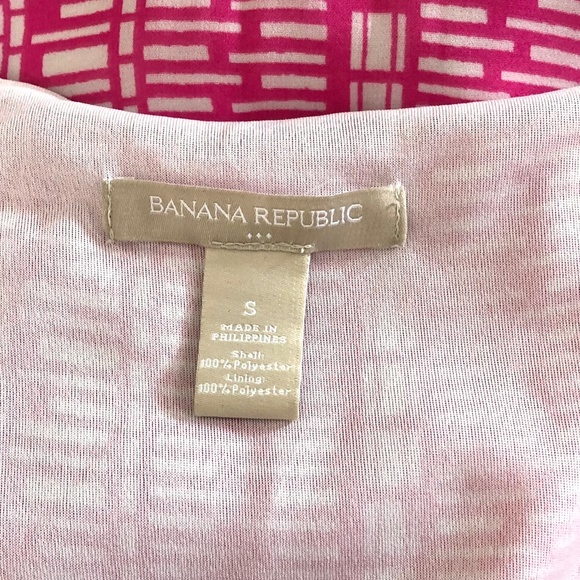 BANANA REPUBLIC
S
MADE IN
PHILIPPINES
Shell:
100% Polyester
Lining:
100% Polyester